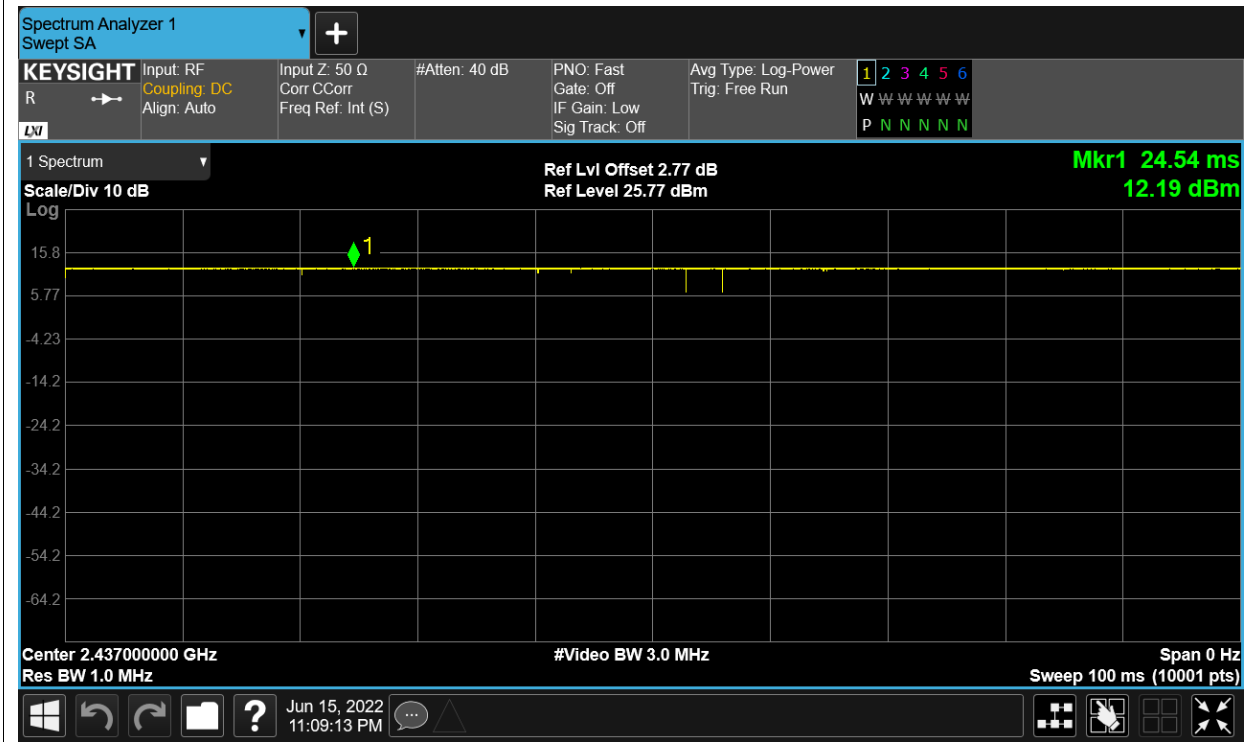 Spectrum Analyzer 1
Swept SA
KEYSIGHT
R
LXI
Input: RF
Coupling: DC
Align: Auto
Input Z: 50 Ω
Corr CCorr
Freq Ref: Int (S)
#Atten: 40 dB
PNO: Fast
Gate: Off
IF Gain: Low
Sig Track: Off
Avg Type: Log-Power
Trig: Free Run
1 2 3 4 5 6
W W W W W W
P N N N N N
1 Spectrum
Scale/Div 10 dB
Log
Ref Lvl Offset 2.77 dB
Ref Level 25.77 dBm
Mkr1 24.54 ms
12.19 dBm
1
15.8
5.77
-4.23
-14.2
-24.2
-34.2
-44.2
-54.2
-64.2
Center 2.437000000 GHz
Res BW 1.0 MHz
#Video BW 3.0 MHz
Span 0 Hz
Sweep 100 ms (10001 pts)
?
Jun 15, 2022
11:09:13 PM